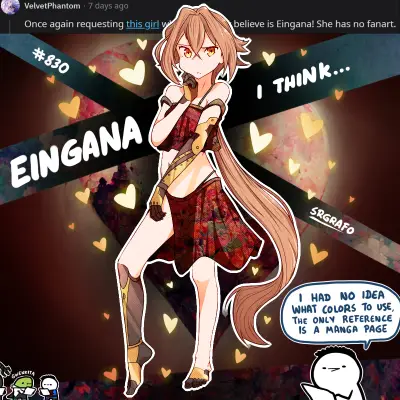 VelvetPhantom · 7 days ago
Once again requesting this girl believe is Eingana! She has no fanart.
#830
I THINK...
EINGANA
SRGRAFO
I HAD NO IDEA
WHAT COLORS TO USE,
THE ONLY REFERENCE
IS A MANGA PAGE